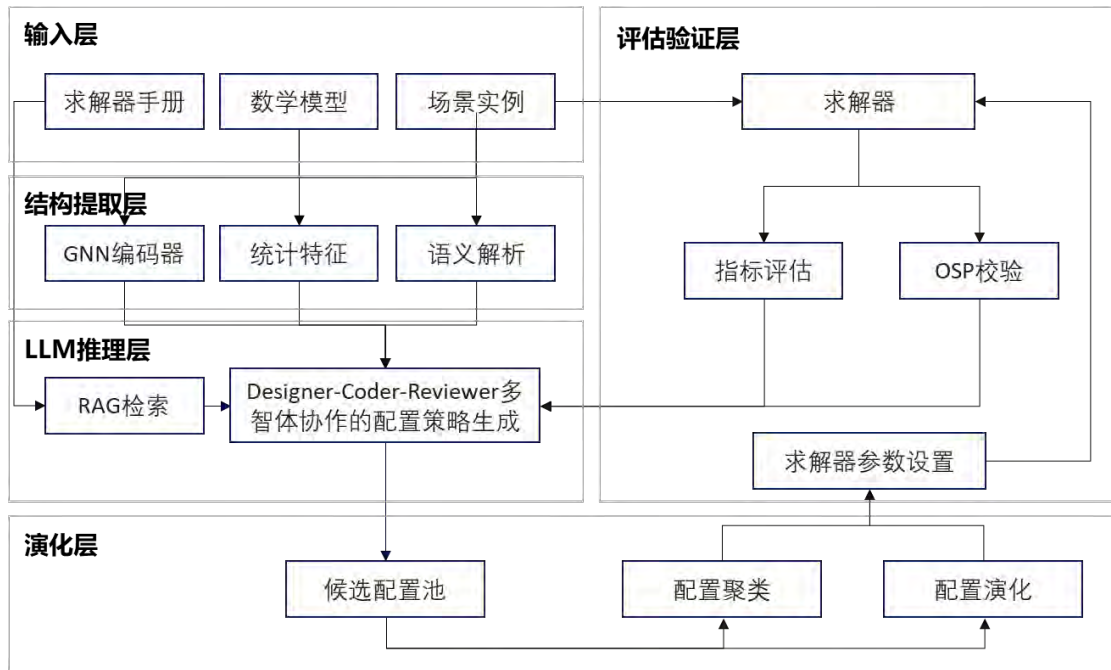 输入层
求解器手册
数学模型
场景实例
结构提取层
GNN编码器
统计特征
语义解析
LLM推理层
RAG检索
Designer-Coder-Reviewer多
智体协作的配置策略生成
评估验证层
求解器
指标评估
OSP校验
求解器参数设置
演化层
候选配置池
配置聚类
配置演化